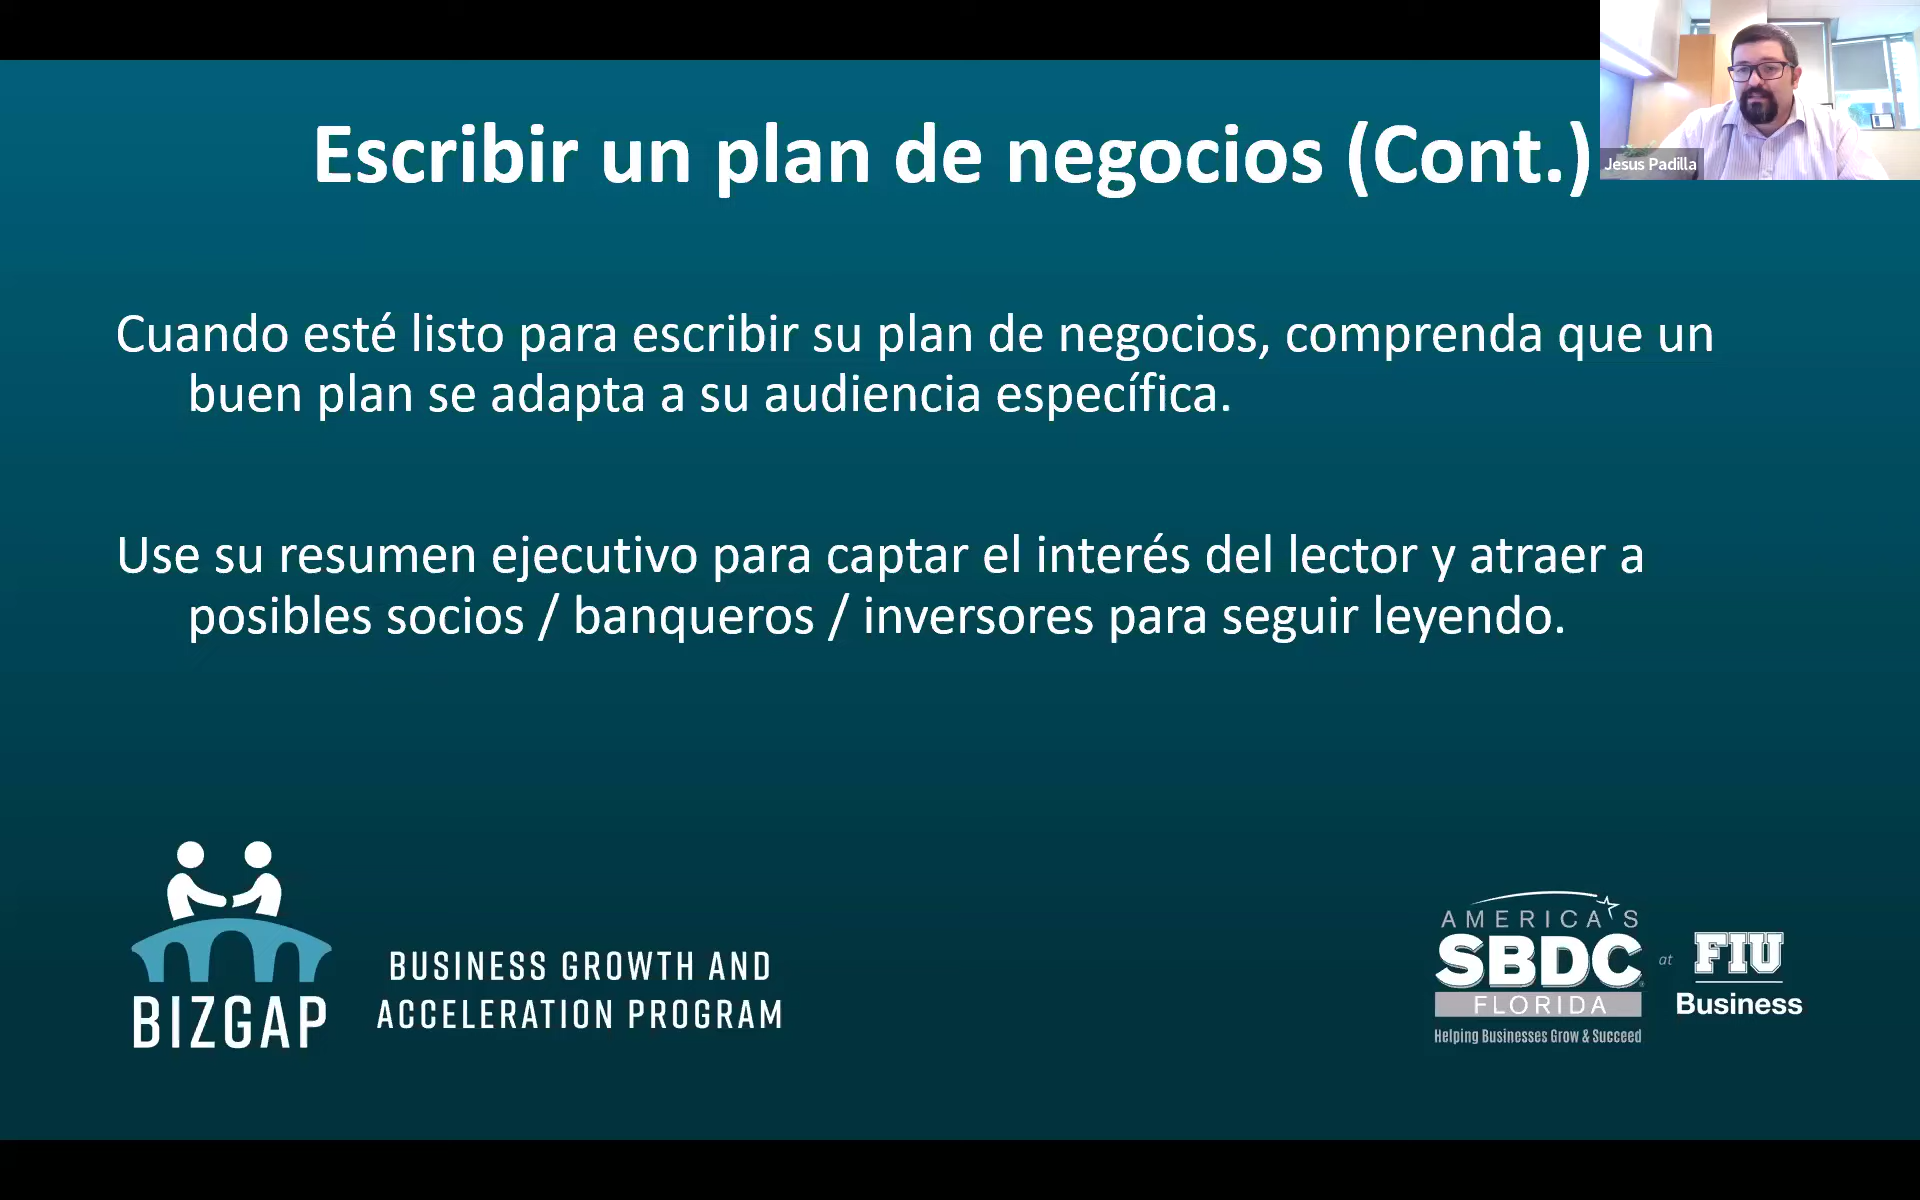 Escribir un plan de negocios (Cont.)
Jesus Padilla
Cuando esté listo para escribir su plan de negocios, comprenda que un
buen plan se adapta a su audiencia específica.
Use su resumen ejecutivo para captar el interés del lector y atraer a
posibles socios / banqueros / inversores para seguir leyendo.
BIZGAP
BUSINESS GROWTH AND
ACCELERATION PROGRAM
AMERICA'S
SBDC
FLORIDA
Helping Businesses Grow & Succeed
at
FIU
Business